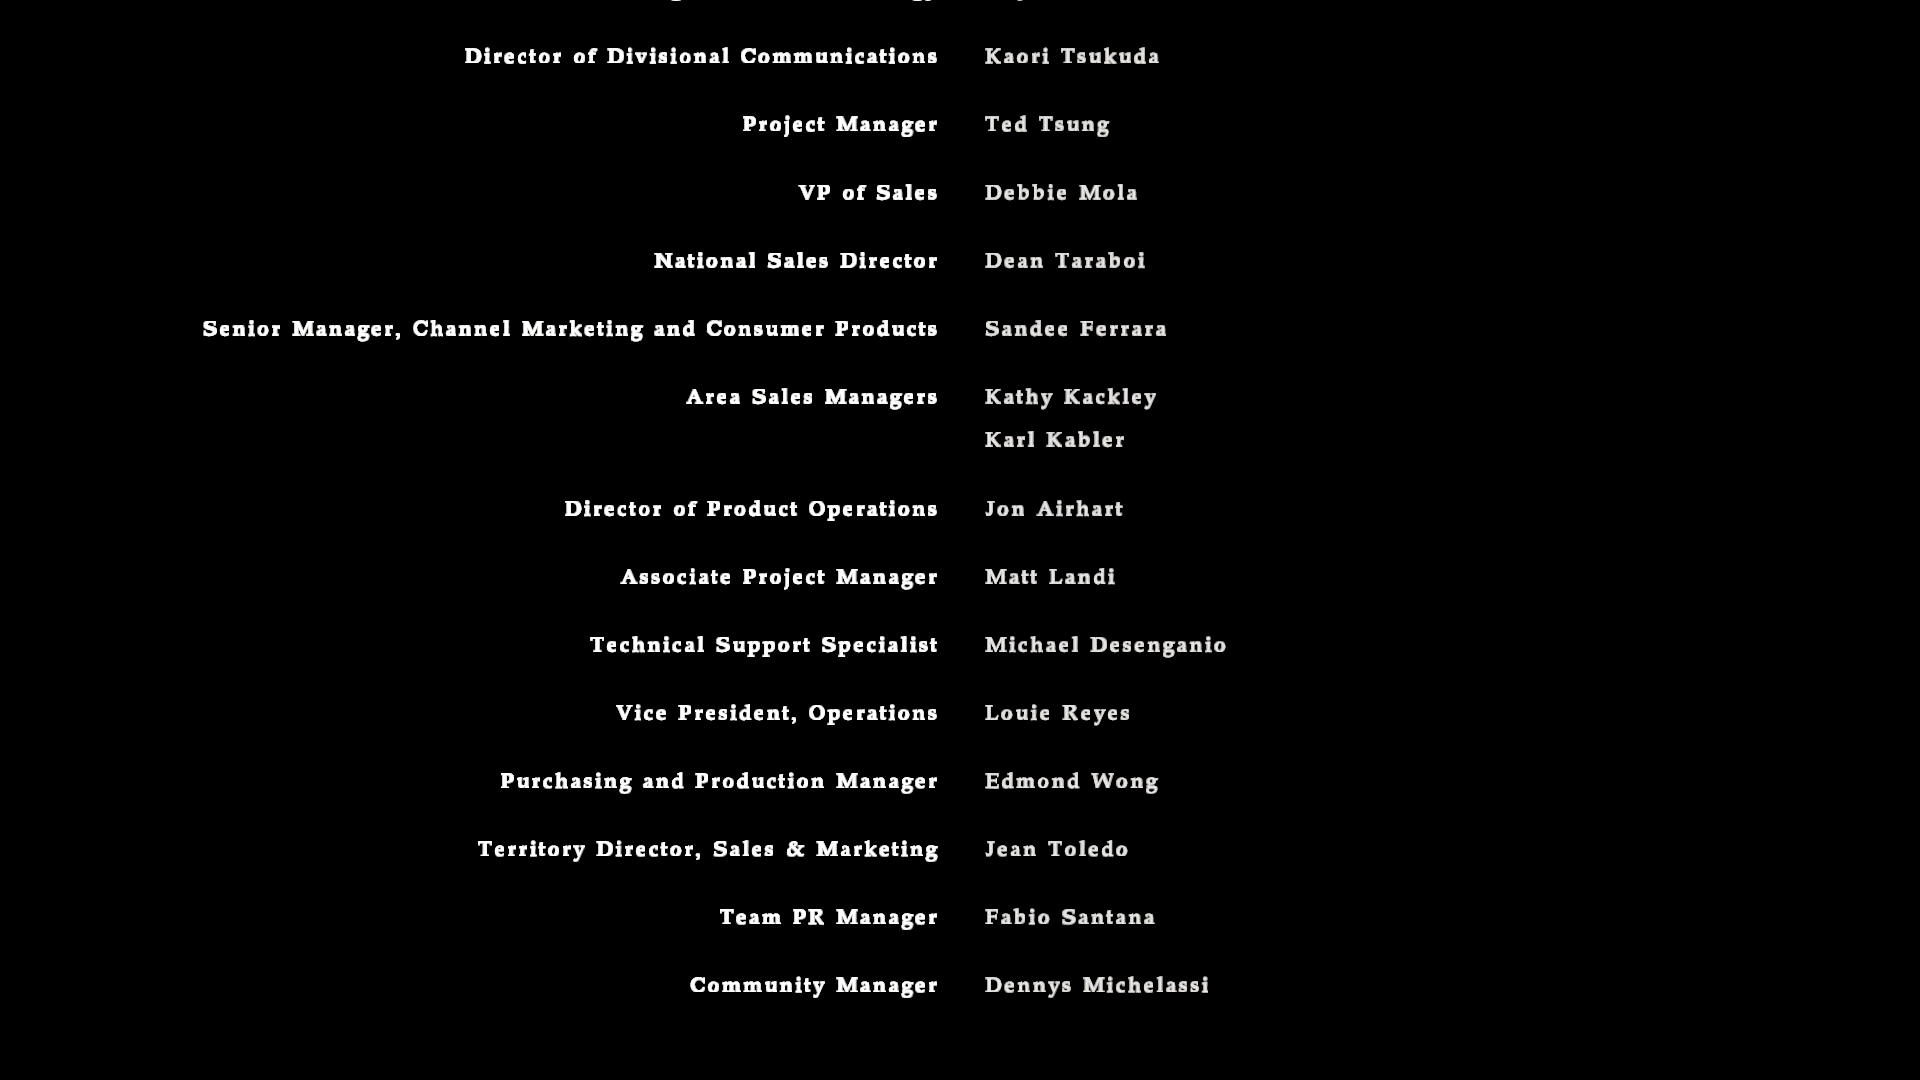 Director of Divisional Communications Kaori Tsukuda
Project Manager Ted Tsung
VP of Sales Debbie Mola
National Sales Director Dean Taraboi
Senior Manager, Channel Marketing and Consumer Products Sandee Ferrara
Area Sales Managers Kathy Kackley
Karl Kabler
Director of Product Operations Jon Airhart
Associate Project Manager Matt Landi
Technical Support Specialist Michael Desenganio
Vice President, Operations Louie Reyes
Purchasing and Production Manager Edmond Wong
Territory Director, Sales & Marketing Jean Toledo
Team PR Manager Fabio Santana
Community Manager Dennys Michelassi